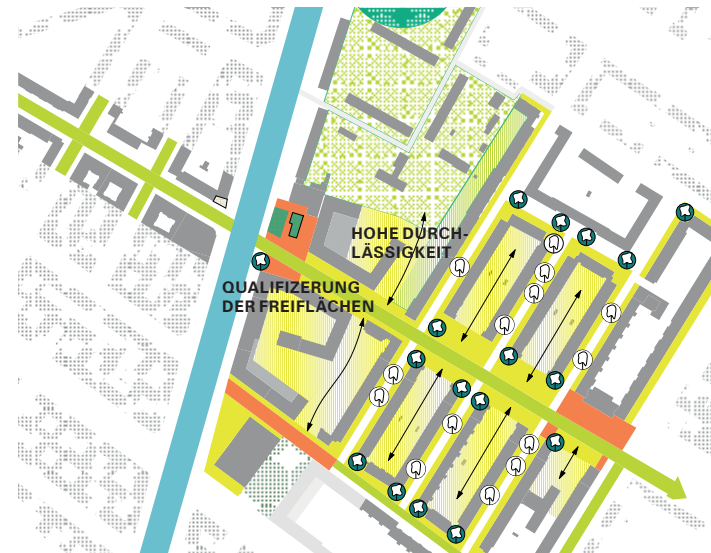 HOHE DURCH-
LÄSSIGKEIT
QUALIFIZERUNG
DER FREIFLÄCHEN